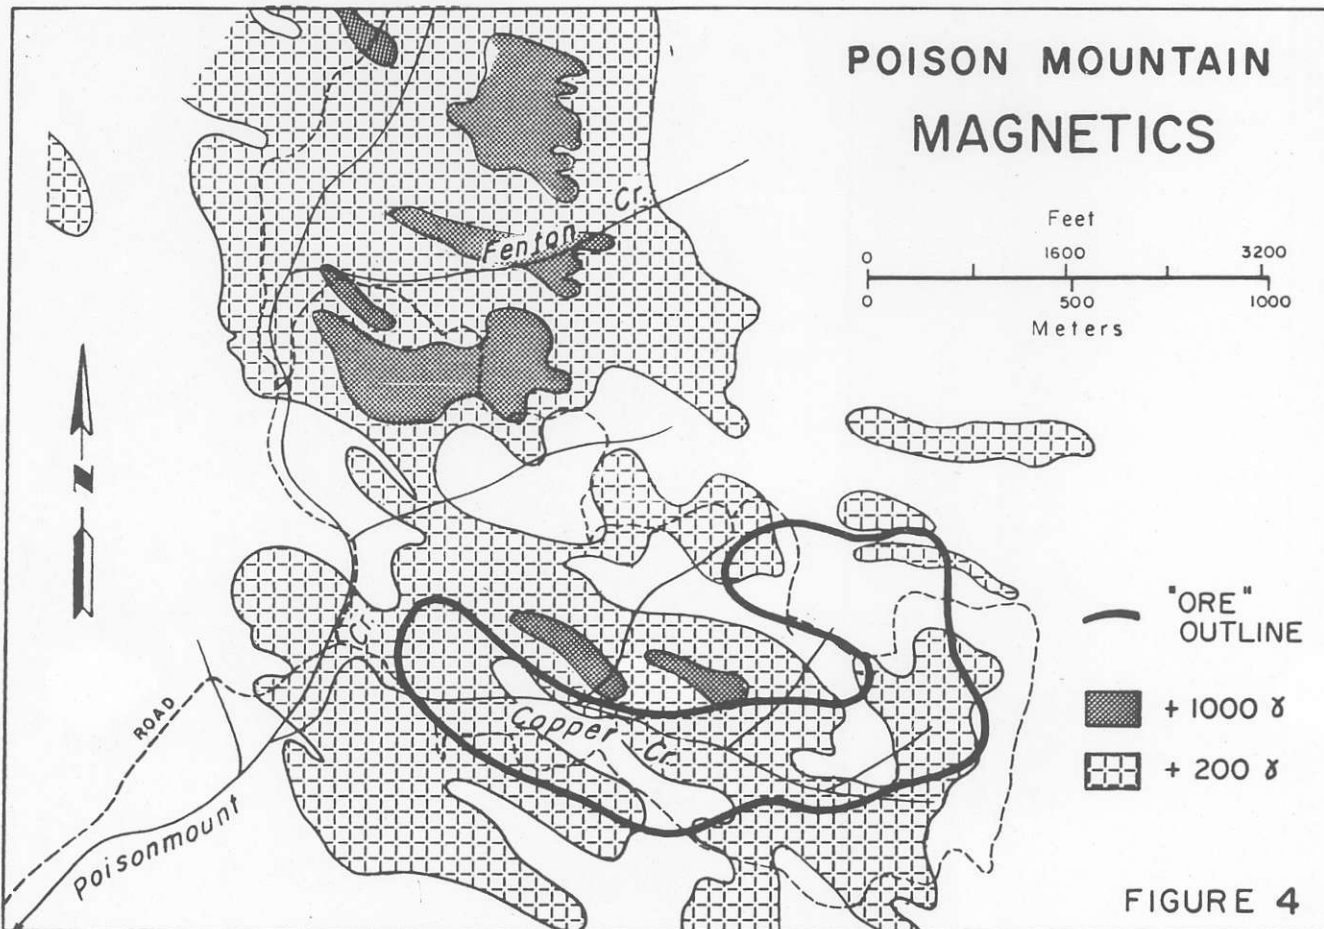 POISON MOUNTAIN
MAGNETICS
Feet
0 1600 3200
0 500 1000
Meters
Fenton Cr.
N
"ORE"
OUTLINE
+ 1000 γ
+ 200 γ
Cr.
Copper Cr.
ROAD
Poisonmount
FIGURE 4